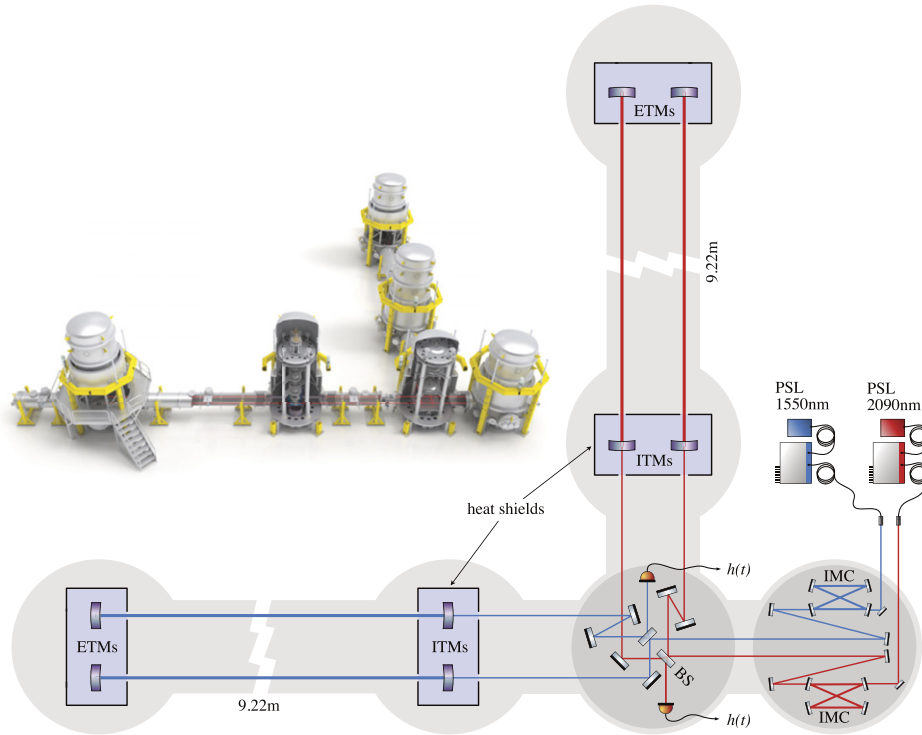 ETMs
9.22m
PSL
1550nm
PSL
2090nm
ITMs
heat shields
h(t)
IMC
ETMs
ITMs
BS
9.22m
h(t)
IMC